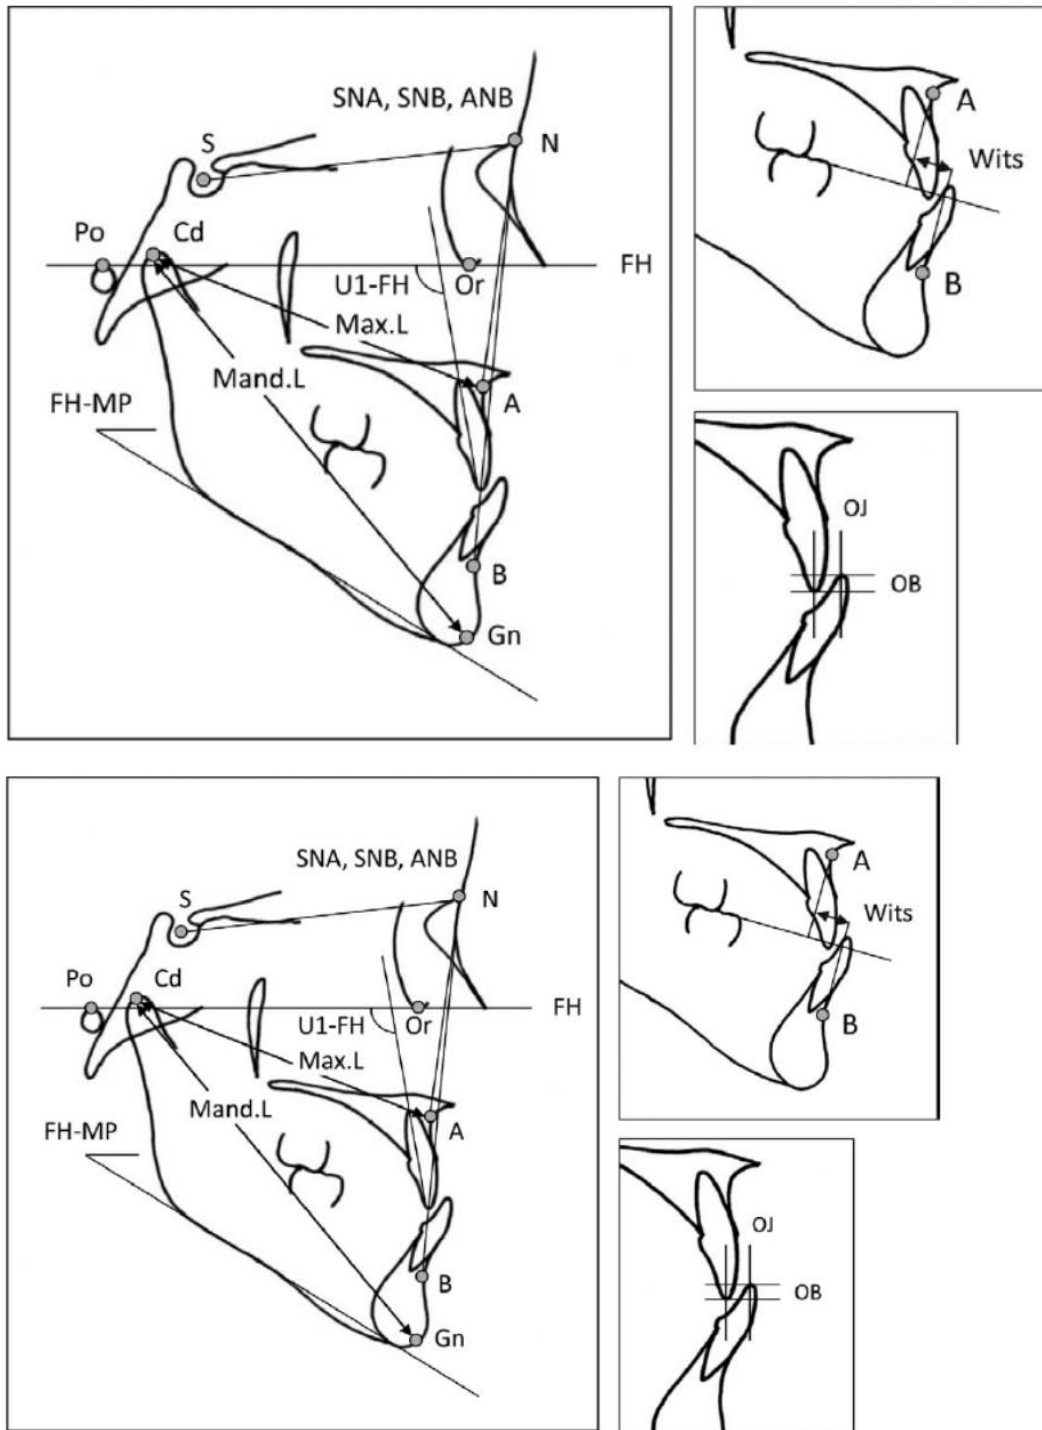 SNA, SNB, ANB
S
N
Po
Cd
FH
U1-FH
Or
Max.L
Mand.L
FH-MP
A
B
Gn
A
Wits
B
OJ
OB
SNA, SNB, ANB
S
N
Po
Cd
FH
U1-FH
Or
Max.L
Mand.L
A
FH-MP
B
Gn
A
Wits
B
OJ
OB